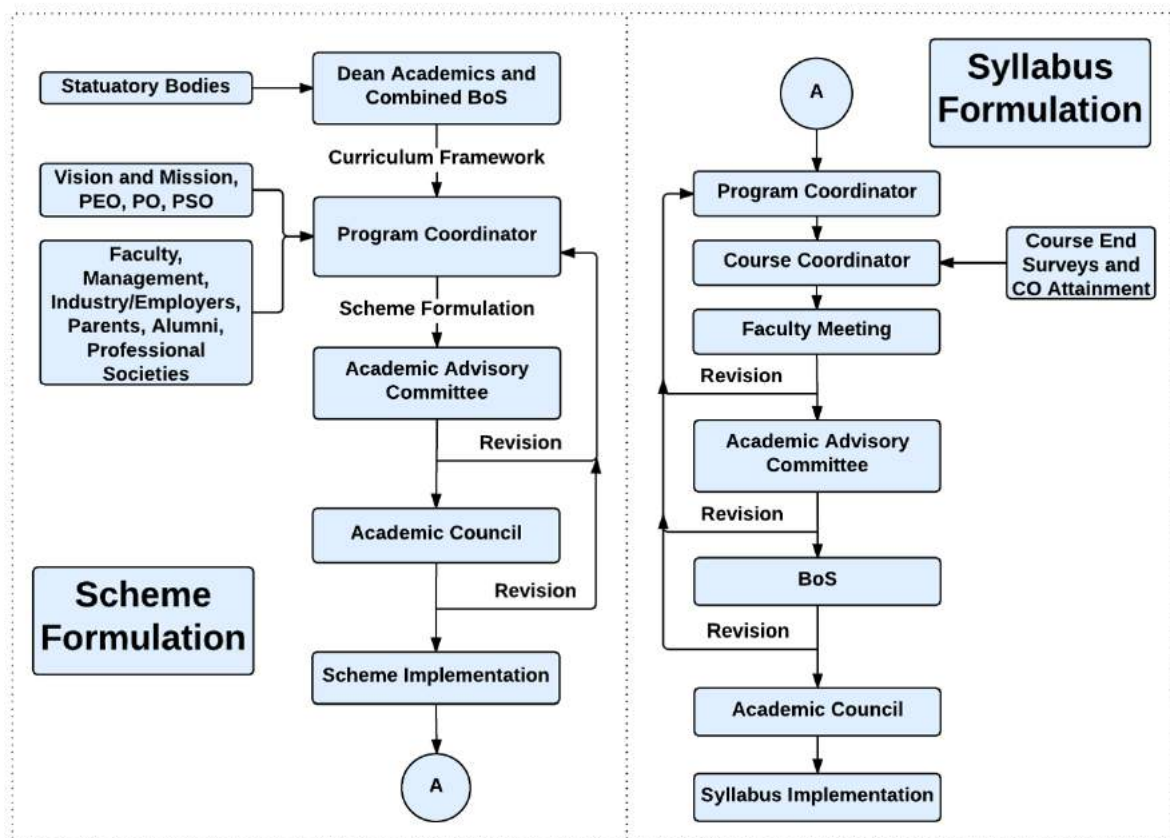 Statuatory Bodies
Dean Academics and
Combined BoS
Curriculum Framework
Vision and Mission,
PEO, PO, PSO
Program Coordinator
Faculty,
Management,
Industry/Employers,
Parents, Alumni,
Professional
Societies
Scheme Formulation
Academic Advisory
Committee
Revision
Academic Council
Revision
Scheme
Formulation
Scheme Implementation
A
Syllabus
Formulation
A
Program Coordinator
Course Coordinator
Course End
Surveys and
CO Attainment
Faculty Meeting
Revision
Academic Advisory
Committee
Revision
BoS
Revision
Academic Council
Syllabus Implementation